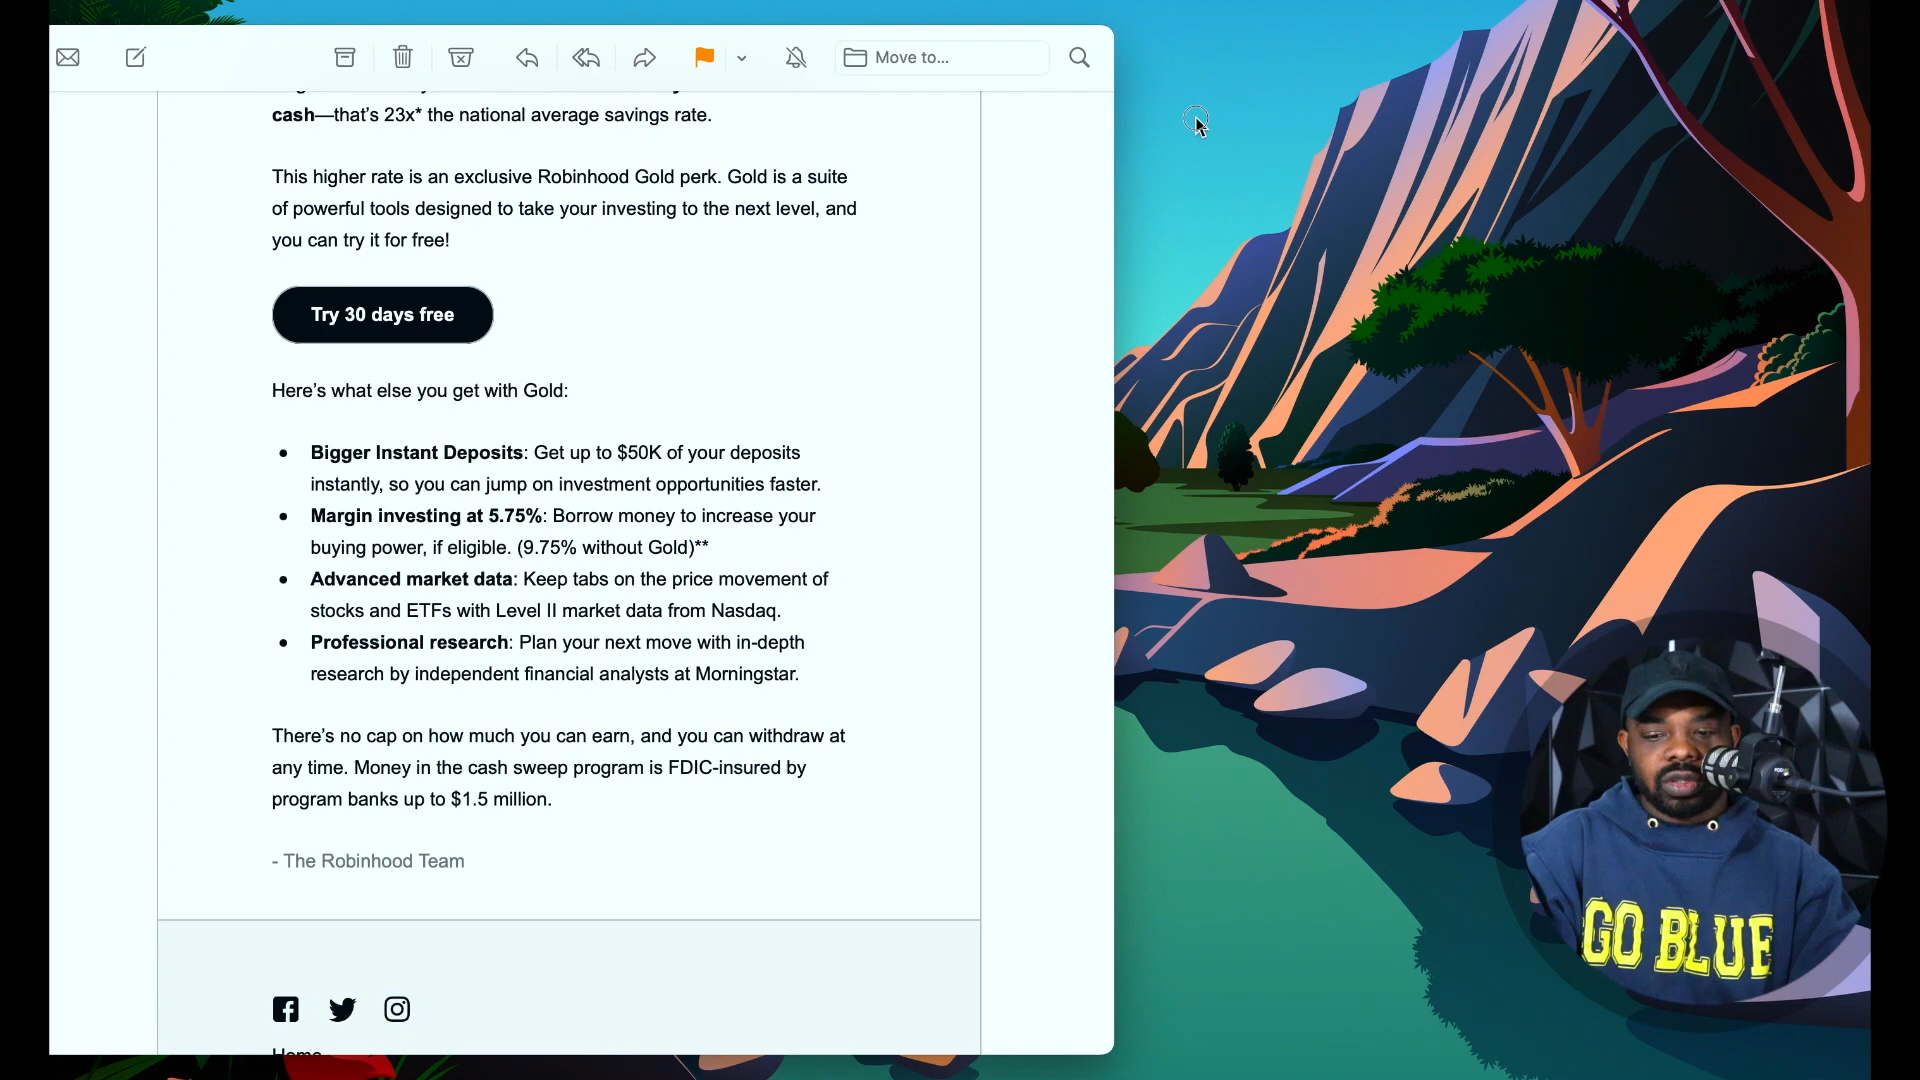 Move to...
cash—that's 23x* the national average savings rate.
This higher rate is an exclusive Robinhood Gold perk. Gold is a suite
of powerful tools designed to take your investing to the next level, and
you can try it for free!
Try 30 days free
Here's what else you get with Gold:
• Bigger Instant Deposits: Get up to $50K of your deposits
instantly, so you can jump on investment opportunities faster.
• Margin investing at 5.75%: Borrow money to increase your
buying power, if eligible. (9.75% without Gold)**
• Advanced market data: Keep tabs on the price movement of
stocks and ETFs with Level II market data from Nasdaq.
• Professional research: Plan your next move with in-depth
research by independent financial analysts at Morningstar.
There's no cap on how much you can earn, and you can withdraw at
any time. Money in the cash sweep program is FDIC-insured by
program banks up to $1.5 million.
- The Robinhood Team
Home
GO BLUE